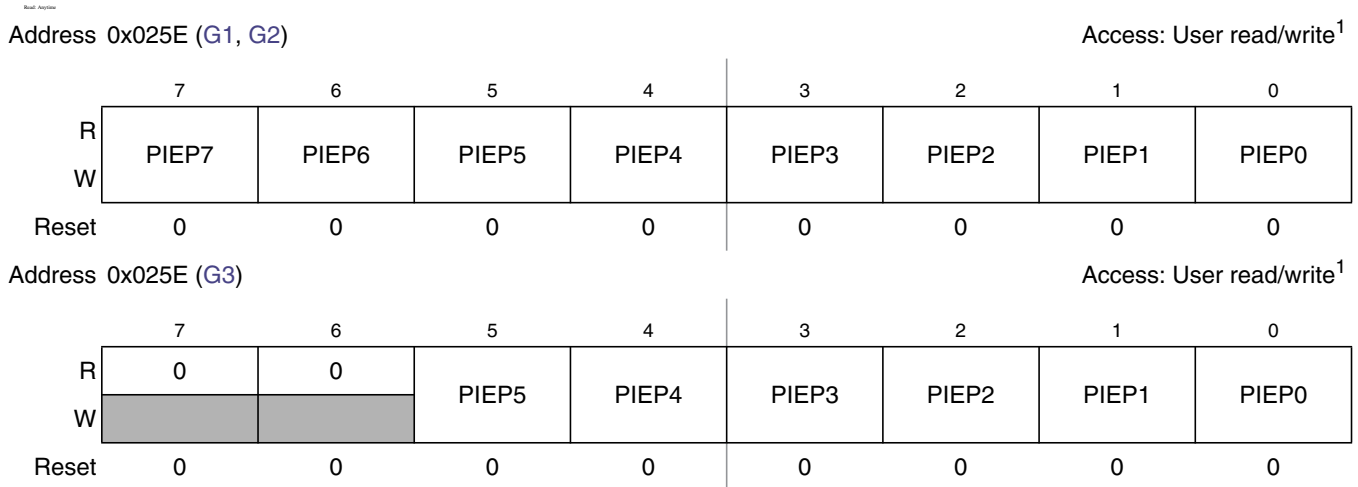 Read: Anytime
Address 0x025E (G1, G2) Access: User read/write1
7 6 5 4 3 2 1 0
R
PIEP7 PIEP6 PIEP5 PIEP4 PIEP3 PIEP2 PIEP1 PIEP0
W
Reset 0 0 0 0 0 0 0 0
Address 0x025E (G3) Access: User read/write1
7 6 5 4 3 2 1 0
R 0 0
PIEP5 PIEP4 PIEP3 PIEP2 PIEP1 PIEP0
W
Reset 0 0 0 0 0 0 0 0